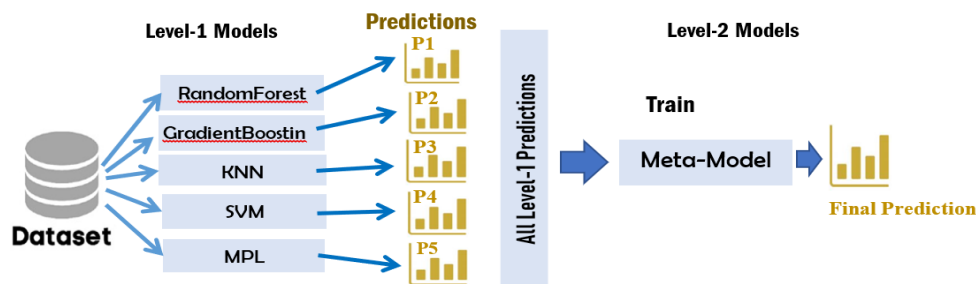 Level-1 Models
Predictions
Level-2 Models
P1
RandomForest
P2
GradientBoostin
P3
KNN
P4
SVM
P5
MPL
Dataset
All Level-1 Predictions
Train
Meta-Model
Final Prediction